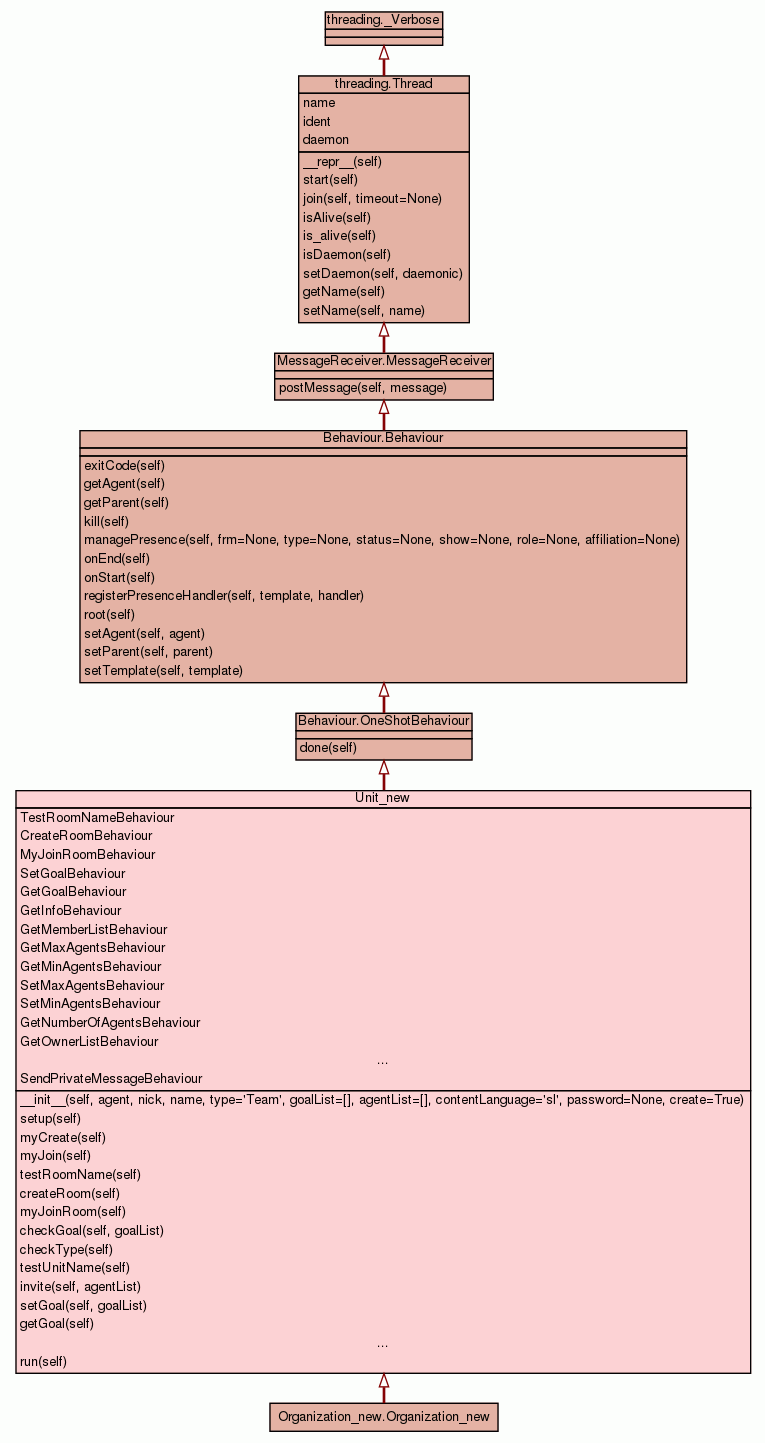 threading._Verbose
threading.Thread
name
ident
daemon
__repr__(self)
start(self)
join(self, timeout=None)
isAlive(self)
is_alive(self)
isDaemon(self)
setDaemon(self, daemonic)
getName(self)
setName(self, name)
MessageReceiver.MessageReceiver
postMessage(self, message)
Behaviour.Behaviour
exitCode(self)
getAgent(self)
getParent(self)
kill(self)
managePresence(self, frm=None, type=None, status=None, show=None, role=None, affiliation=None)
onEnd(self)
onStart(self)
registerPresenceHandler(self, template, handler)
root(self)
setAgent(self, agent)
setParent(self, parent)
setTemplate(self, template)
Behaviour.OneShotBehaviour
done(self)
Unit_new
TestRoomNameBehaviour
CreateRoomBehaviour
MyJoinRoomBehaviour
SetGoalBehaviour
GetGoalBehaviour
GetInfoBehaviour
GetMemberListBehaviour
GetMaxAgentsBehaviour
GetMinAgentsBehaviour
SetMaxAgentsBehaviour
SetMinAgentsBehaviour
GetNumberOfAgentsBehaviour
GetOwnerListBehaviour
...
SendPrivateMessageBehaviour
__init__(self, agent, nick, name, type='Team', goalList=[], agentList=[], contentLanguage='sl', password=None, create=True)
setup(self)
myCreate(self)
myJoin(self)
testRoomName(self)
createRoom(self)
myJoinRoom(self)
checkGoal(self, goalList)
checkType(self)
testUnitName(self)
invite(self, agentList)
setGoal(self, goalList)
getGoal(self)
...
run(self)
Organization_new.Organization_new